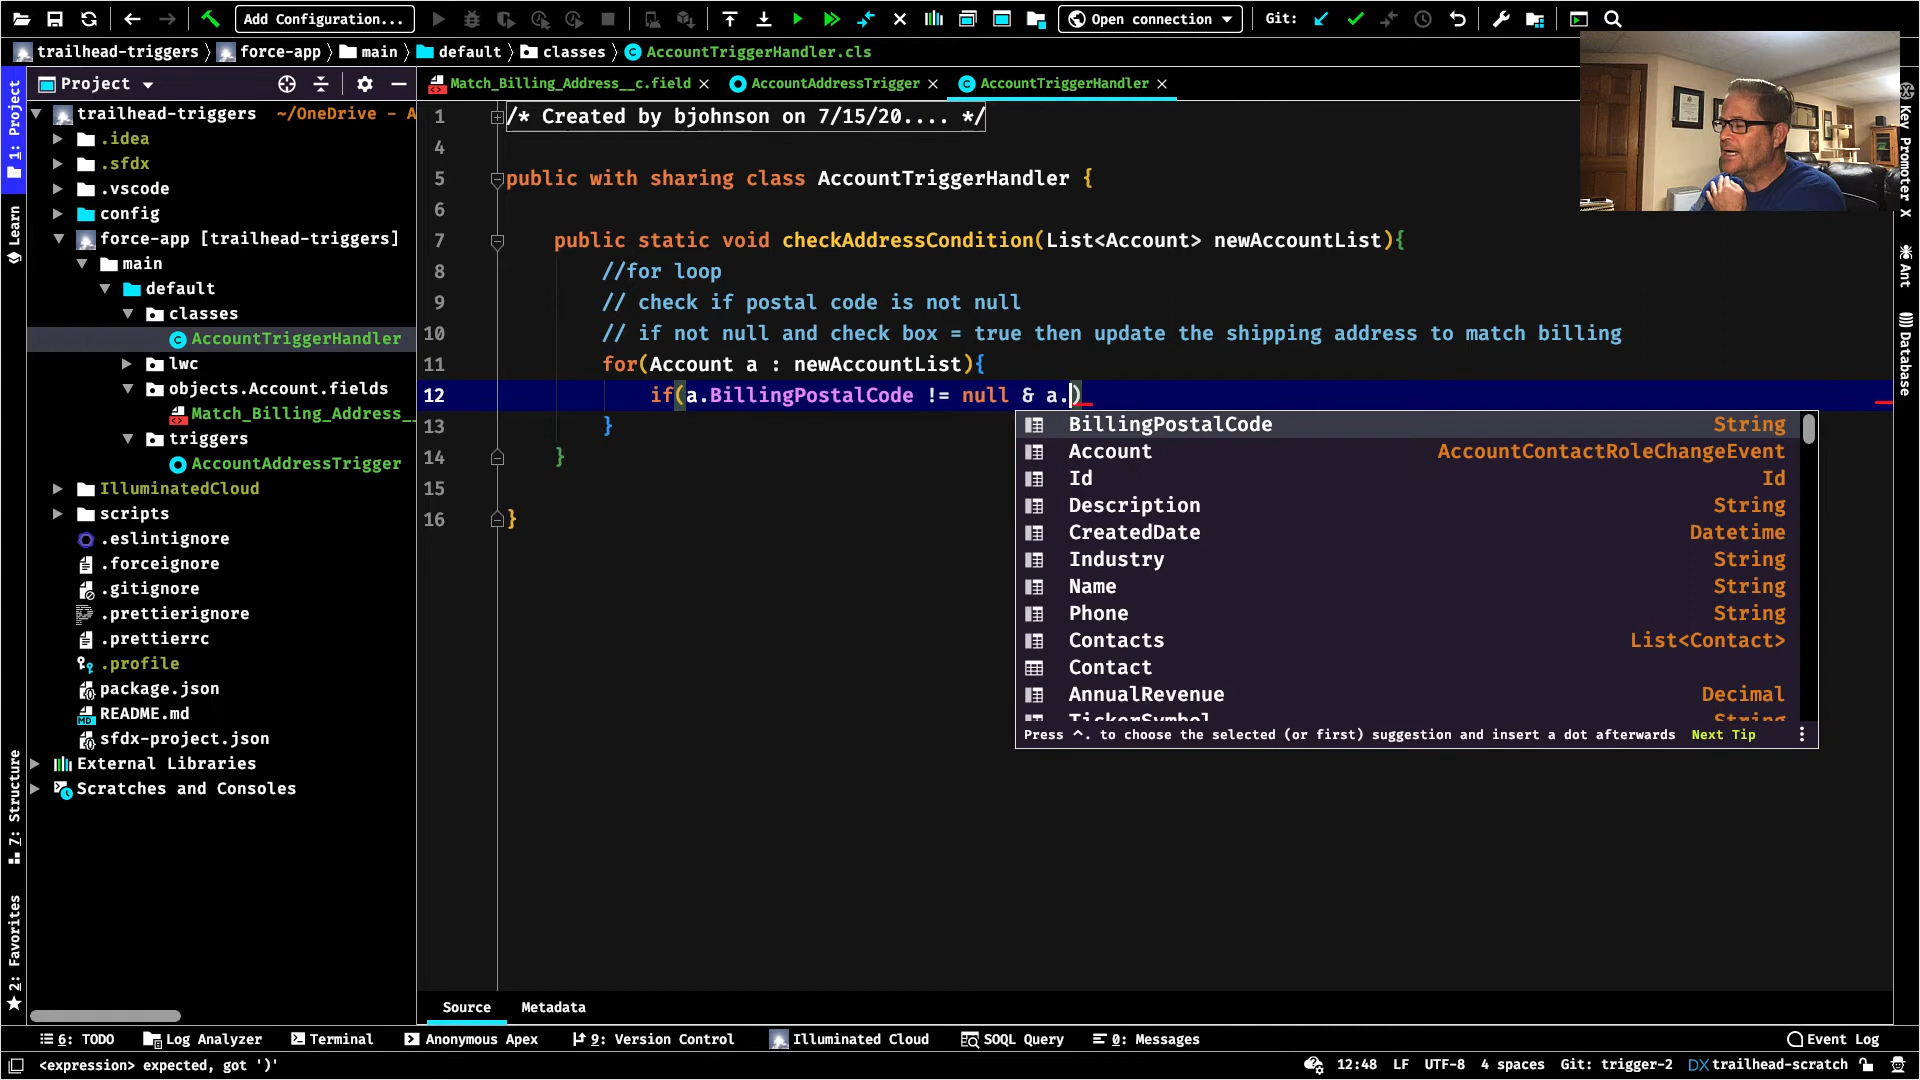 Add Configuration...
Open connection
Git:
trailhead-triggers
force-app
main
default
classes
AccountTriggerHandler.cls
1: Project
Learn
7: Structure
2: Favorites
Project
trailhead-triggers ~/OneDrive - A
.idea
.sfdx
.vscode
config
force-app [trailhead-triggers]
main
default
classes
AccountTriggerHandler
lwc
objects.Account.fields
Match_Billing_Address__
triggers
AccountAddressTrigger
IlluminatedCloud
scripts
.eslintignore
.forceignore
.gitignore
.prettierignore
.prettierrc
.profile
package.json
README.md
sfdx-project.json
External Libraries
Scratches and Consoles
Match_Billing_Address__c.field
AccountAddressTrigger
AccountTriggerHandler
1 /* Created by bjohnson on 7/15/20.... */
4
5 public with sharing class AccountTriggerHandler {
6
7 public static void checkAddressCondition(List<Account> newAccountList){
8 //for loop
9 // check if postal code is not null
10 // if not null and check box = true then update the shipping address to match billing
11 for(Account a : newAccountList){
12 if(a.BillingPostalCode != null & a.)
13 }
14 }
15
16 }
BillingPostalCode String
Account AccountContactRoleChangeEvent
Id Id
Description String
CreatedDate Datetime
Industry String
Name String
Phone String
Contacts List<Contact>
Contact
AnnualRevenue Decimal
TickerSymbol String
Press ^. to choose the selected (or first) suggestion and insert a dot afterwards Next Tip
Key Promoter X
Ant
Database
Source
Metadata
6: TODO
Log Analyzer
Terminal
Anonymous Apex
9: Version Control
Illuminated Cloud
SOQL Query
0: Messages
Event Log
<expression> expected, got ')'
12:48
LF
UTF-8
4 spaces
Git: trigger-2
DX trailhead-scratch